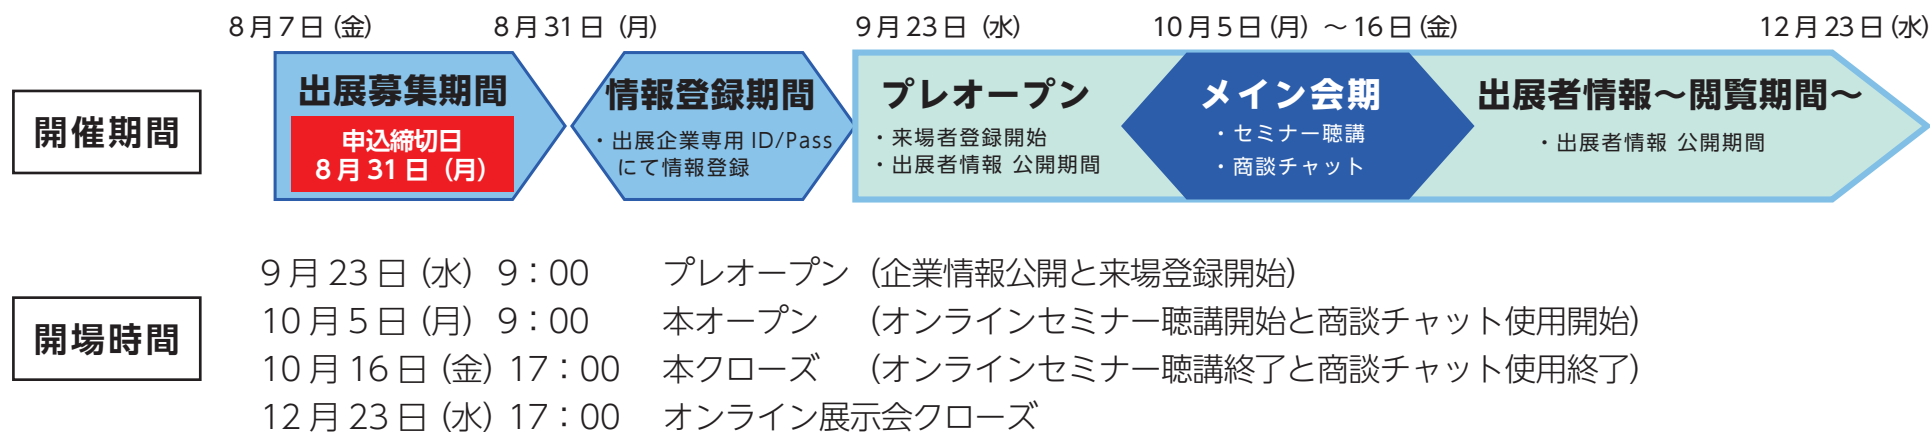 8月7日(金)
8月31日(月)
9月23日(水)
10月5日(月)～16日(金)
12月23日(水)
開催期間
出展募集期間
申込締切日
8月31日(月)
情報登録期間
・出展企業専用 ID/Pass
にて情報登録
プレオープン
・来場者登録開始
・出展者情報 公開期間
メイン会期
・セミナー聴講
・商談チャット
出展者情報～閲覧期間～
・出展者情報 公開期間
開場時間
9月23日(水) 9：00 プレオープン (企業情報公開と来場登録開始)
10月5日(月) 9：00 本オープン (オンラインセミナー聴講開始と商談チャット使用開始)
10月16日(金) 17：00 本クローズ (オンラインセミナー聴講終了と商談チャット使用終了)
12月23日(水) 17：00 オンライン展示会クローズ